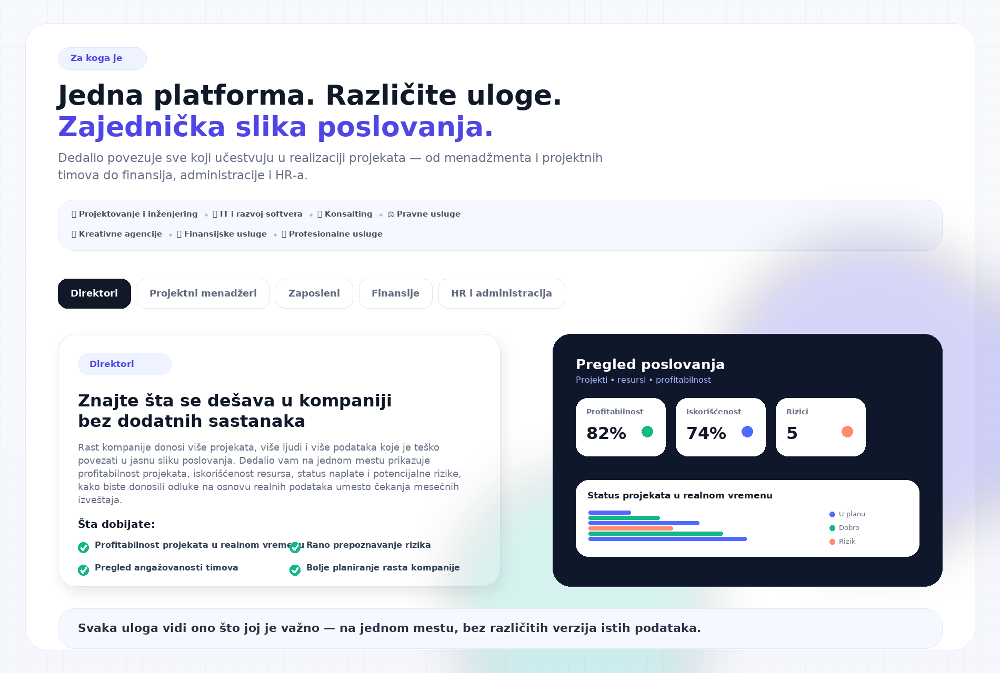 Za koga je
Jedna platforma. Različite uloge.
Zajednička slika poslovanja.
Dedalio povezuje sve koji učestvuju u realizaciji projekata — od menadžmenta i projektnih
timova do finansija, administracije i HR-a.
Projektovanje i inženjering ⬥ IT i razvoj softvera ⬥ Konsalting ⬥ ⚖ Pravne usluge
Kreativne agencije ⬥ Finansijske usluge ⬥ Profesionalne usluge
Direktori Projektni menadžeri Zaposleni Finansije HR i administracija
Direktori
Znajte šta se dešava u kompaniji
bez dodatnih sastanaka
Rast kompanije donosi više projekata, više ljudi i više podataka koje je teško
povezati u jasnu sliku poslovanja. Dedalio vam na jednom mestu prikazuje
profitabilnost projekata, iskorišćenost resursa, status naplate i potencijalne rizike,
kako biste donosili odluke na osnovu realnih podataka umesto čekanja mesečnih
izveštaja.
Šta dobijate:
Profitabilnost projekata u realnom vremenu Rano prepoznavanje rizika
Pregled angažovanosti timova Bolje planiranje rasta kompanije
Pregled poslovanja
Projekti • resursi • profitabilnost
Profitabilnost Iskorišćenost Rizici
82% 74% 5
Status projekata u realnom vremenu
U planu
Dobro
Rizik
Svaka uloga vidi ono što joj je važno — na jednom mestu, bez različitih verzija istih podataka.